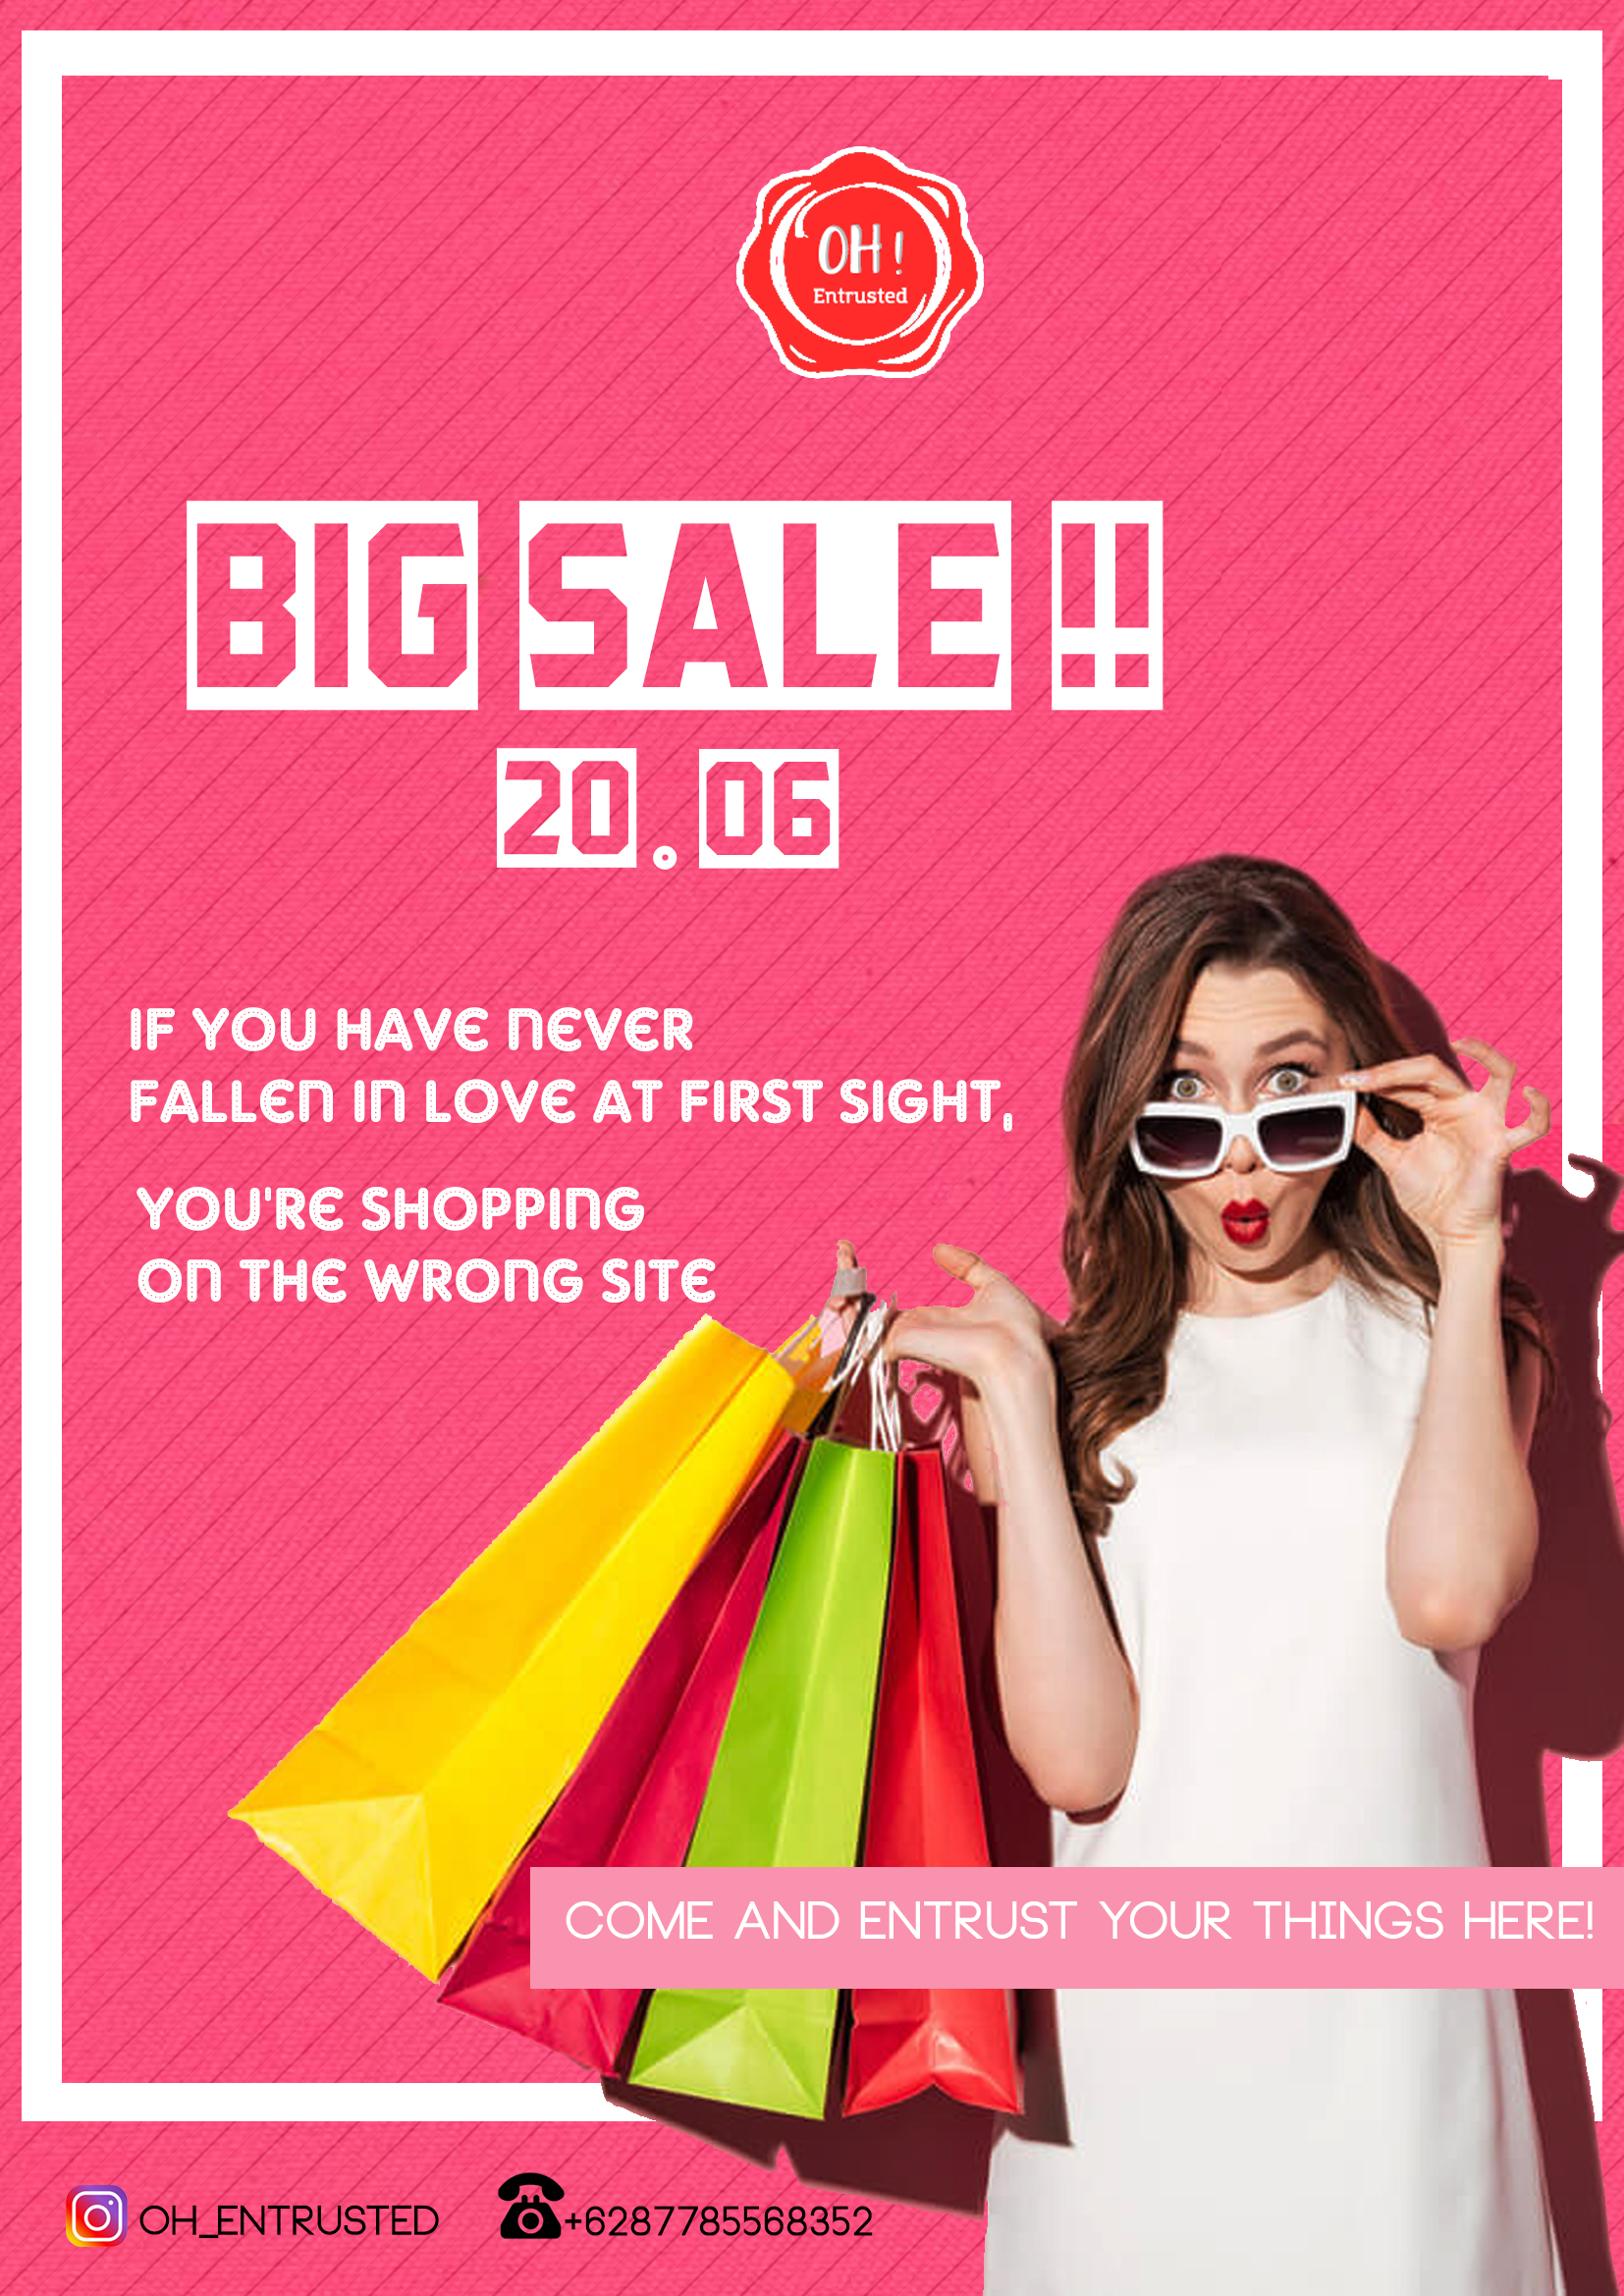 OH !
Entrusted
BIG SALE !!
20.06
IF YOU HAVE NEVER
FALLEN IN LOVE AT FIRST SIGHT,
YOU'RE SHOPPING
ON THE WRONG SITE
COME AND ENTRUST YOUR THINGS HERE!
OH_ENTRUSTED
+6287785568352